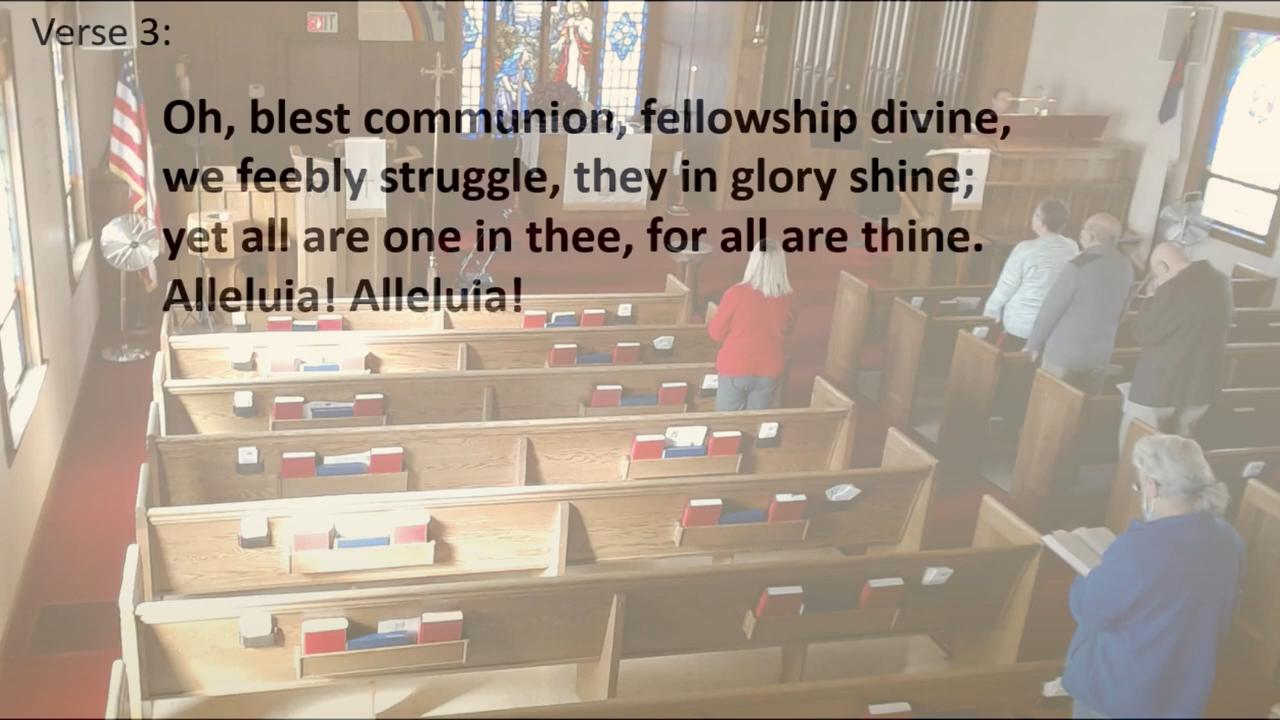 Verse 3:
EXIT
Oh, blest communion, fellowship divine,
we feebly struggle, they in glory shine;
yet all are one in thee, for all are thine.
Alleluia! Alleluia!